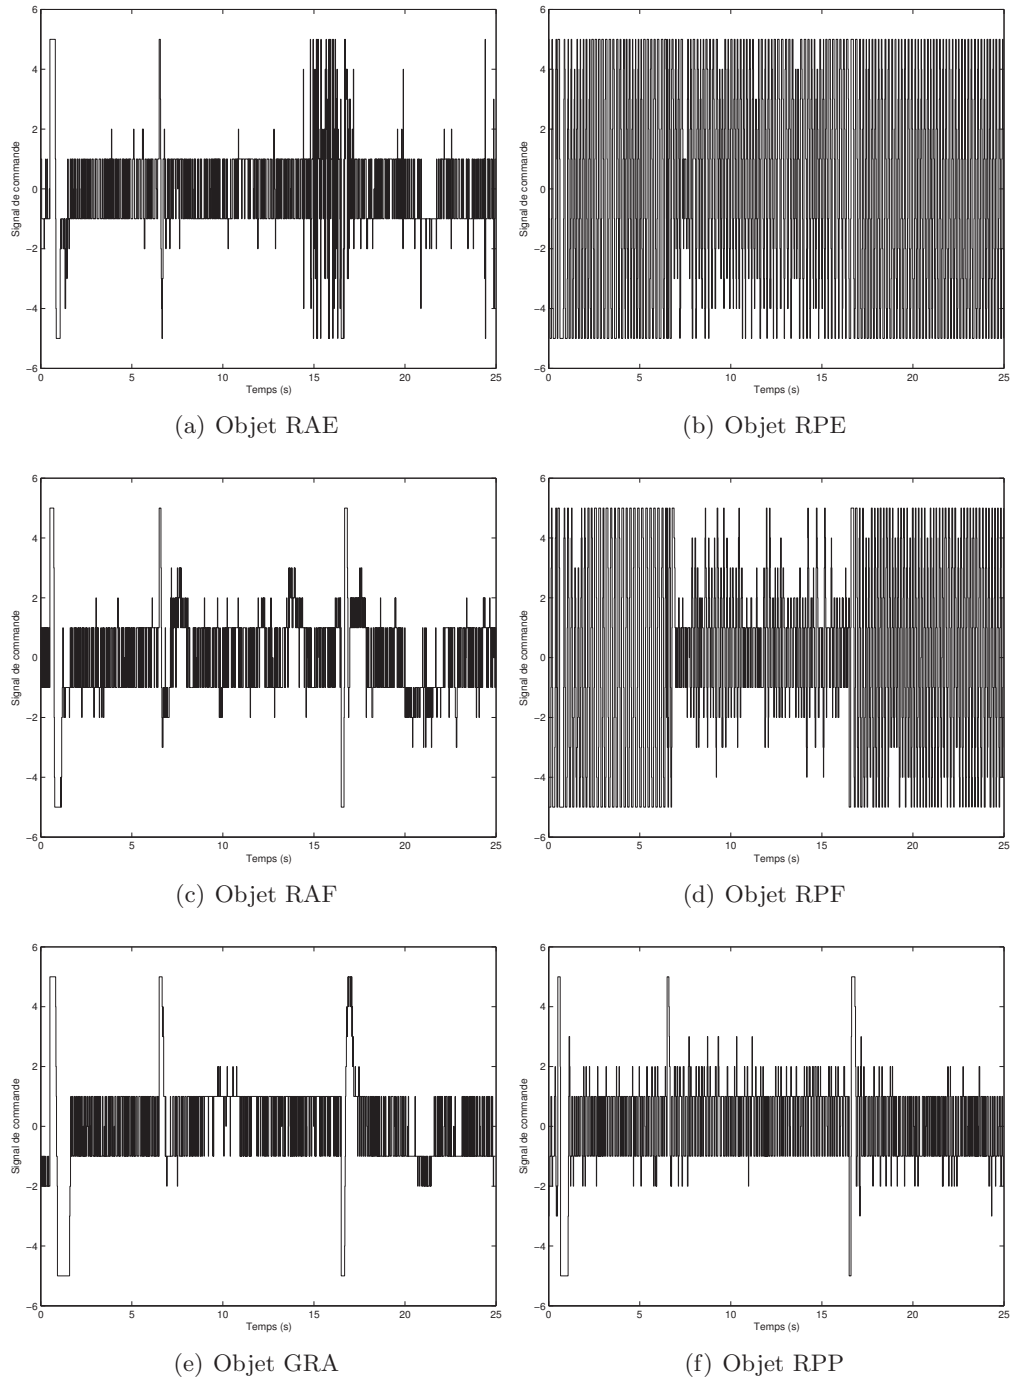 6
4
2
0
−2
−4
−6
Signal de commande
0 5 10 15 20 25
Temps (s)
(a) Objet RAE
6
4
2
0
−2
−4
−6
Signal de commande
0 5 10 15 20 25
Temps (s)
(b) Objet RPE
6
4
2
0
−2
−4
−6
Signal de commande
0 5 10 15 20 25
Temps (s)
(c) Objet RAF
6
4
2
0
−2
−4
−6
Signal de commande
0 5 10 15 20 25
Temps (s)
(d) Objet RPF
6
4
2
0
−2
−4
−6
Signal de commande
0 5 10 15 20 25
Temps (s)
(e) Objet GRA
6
4
2
0
−2
−4
−6
Signal de commande
0 5 10 15 20 25
Temps (s)
(f) Objet RPP